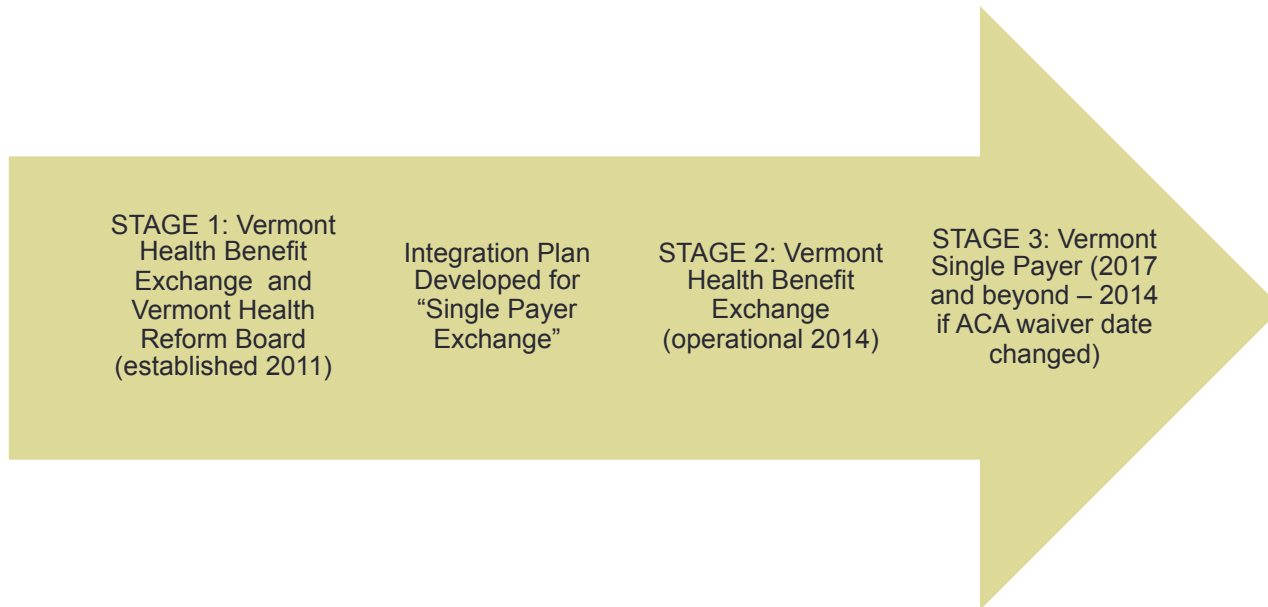 STAGE 1: Vermont
Health Benefit
Exchange and
Vermont Health
Reform Board
(established 2011)
Integration Plan
Developed for
“Single Payer
Exchange”
STAGE 2: Vermont
Health Benefit
Exchange
(operational 2014)
STAGE 3: Vermont
Single Payer (2017
and beyond – 2014
if ACA waiver date
changed)